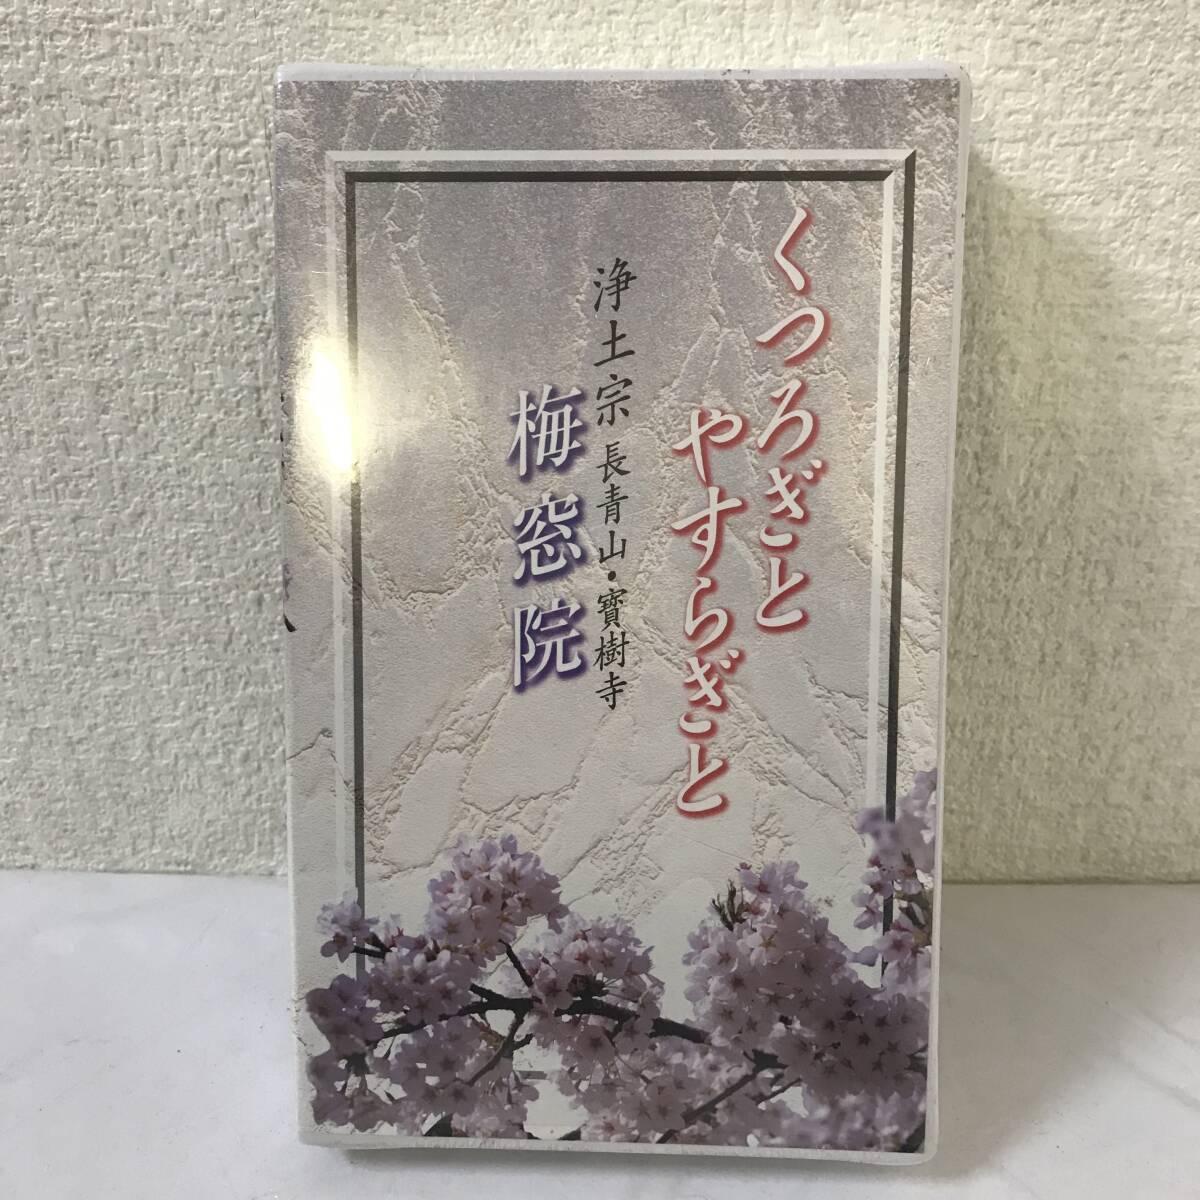 くつろぎと
やすらぎと
浄土宗 長青山・寶樹寺
梅窓院